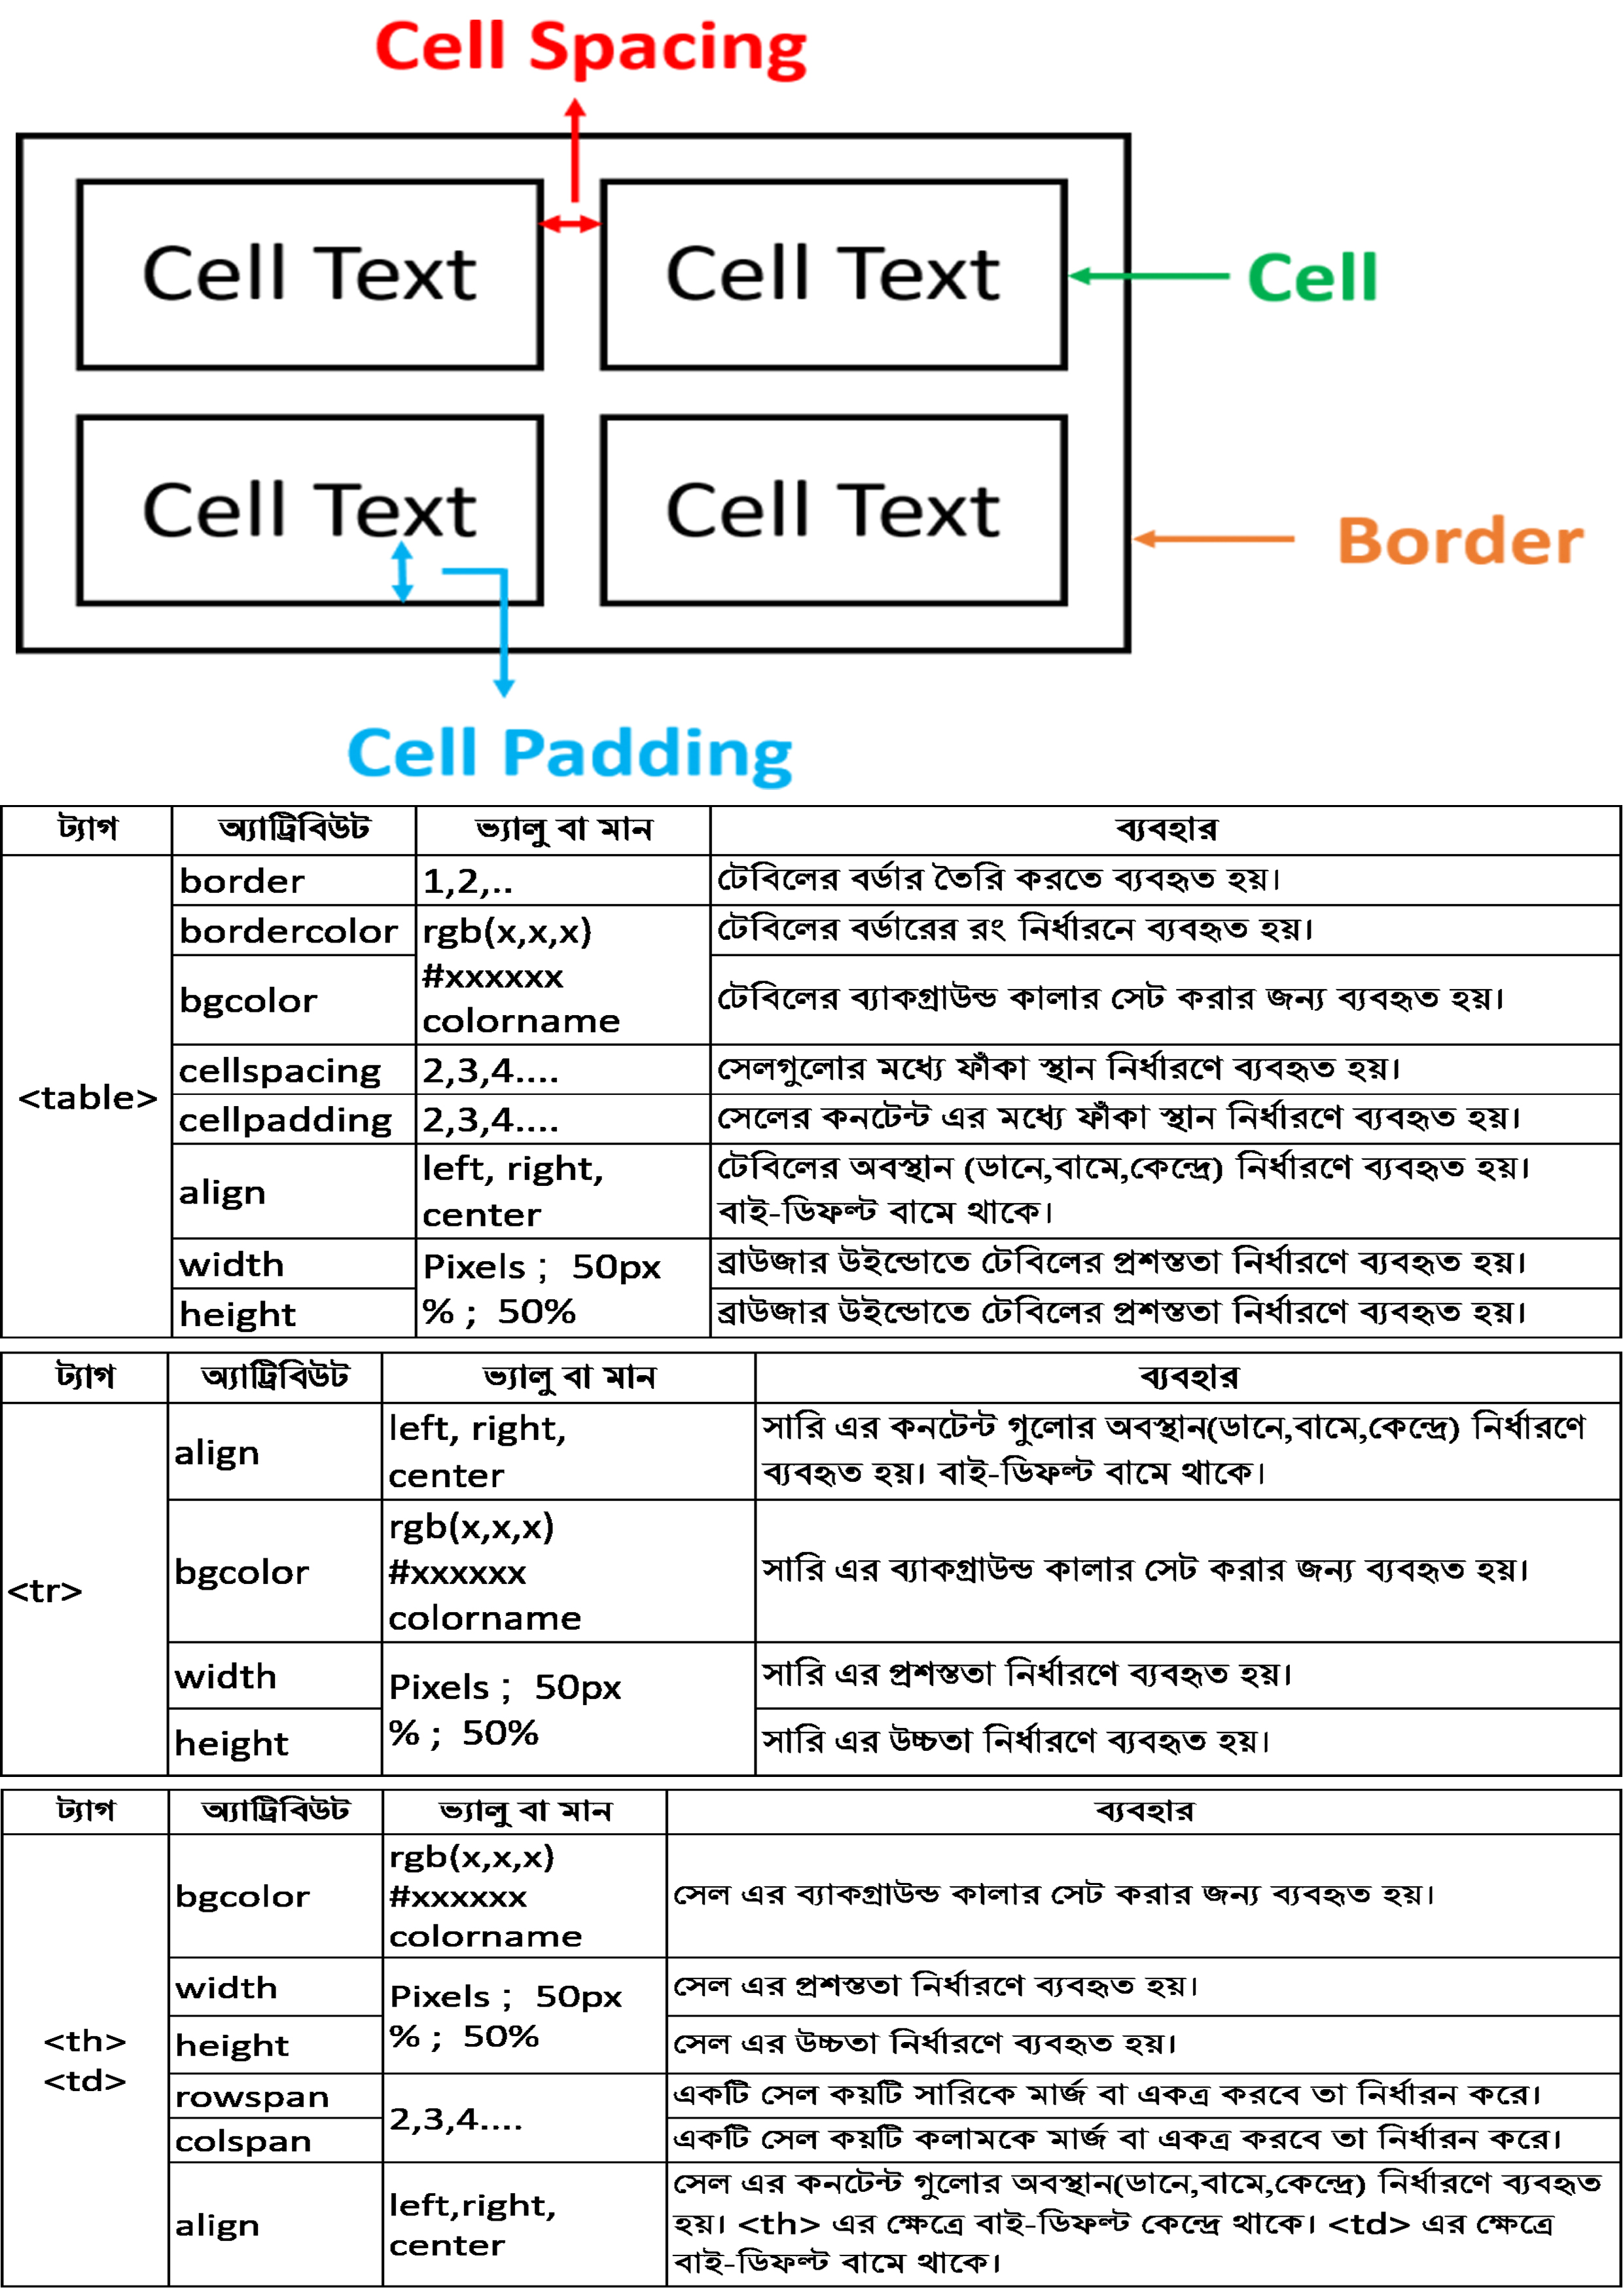 Cell Spacing
Cell Text Cell Text
Cell
Cell Text Cell Text
Border
Cell Padding
ট্যাগ অ্যাট্রিবিউট ভ্যালু বা মান ব্যবহার
<table>
border 1,2,.. টেবিলের বর্ডার তৈরি করতে ব্যবহৃত হয়।
bordercolor rgb(x,x,x) টেবিলের বর্ডারের রং নির্ধারনে ব্যবহৃত হয়।
#xxxxxx
bgcolor টেবিলের ব্যাকগ্রাউন্ড কালার সেট করার জন্য ব্যবহৃত হয়।
colorname
cellspacing 2,3,4.... সেলগুলোর মধ্যে ফাঁকা স্থান নির্ধারণে ব্যবহৃত হয়।
cellpadding 2,3,4.... সেলের কনটেন্ট এর মধ্যে ফাঁকা স্থান নির্ধারণে ব্যবহৃত হয়।
align left, right, টেবিলের অবস্থান (ডানে,বামে,কেন্দ্রে) নির্ধারণে ব্যবহৃত হয়।
center বাই-ডিফল্ট বামে থাকে।
width Pixels ; 50px ব্রাউজার উইন্ডোতে টেবিলের প্রশস্ততা নির্ধারণে ব্যবহৃত হয়।
height % ; 50% ব্রাউজার উইন্ডোতে টেবিলের প্রশস্ততা নির্ধারণে ব্যবহৃত হয়।
ট্যাগ অ্যাট্রিবিউট ভ্যালু বা মান ব্যবহার
<tr>
align left, right, সারি এর কনটেন্ট গুলোর অবস্থান(ডানে,বামে,কেন্দ্রে) নির্ধারণে
center ব্যবহৃত হয়। বাই-ডিফল্ট বামে থাকে।
rgb(x,x,x)
bgcolor #xxxxxx সারি এর ব্যাকগ্রাউন্ড কালার সেট করার জন্য ব্যবহৃত হয়।
colorname
width Pixels ; 50px সারি এর প্রশস্ততা নির্ধারণে ব্যবহৃত হয়।
height % ; 50% সারি এর উচ্চতা নির্ধারণে ব্যবহৃত হয়।
ট্যাগ অ্যাট্রিবিউট ভ্যালু বা মান ব্যবহার
<th>
<td>
rgb(x,x,x)
bgcolor #xxxxxx সেল এর ব্যাকগ্রাউন্ড কালার সেট করার জন্য ব্যবহৃত হয়।
colorname
width Pixels ; 50px সেল এর প্রশস্ততা নির্ধারণে ব্যবহৃত হয়।
height % ; 50% সেল এর উচ্চতা নির্ধারণে ব্যবহৃত হয়।
rowspan 2,3,4.... একটি সেল কয়টি সারিকে মার্জ বা একত্র করবে তা নির্ধারন করে।
colspan একটি সেল কয়টি কলামকে মার্জ বা একত্র করবে তা নির্ধারন করে।
align left,right, সেল এর কনটেন্ট গুলোর অবস্থান(ডানে,বামে,কেন্দ্রে) নির্ধারণে ব্যবহৃত
center হয়। <th> এর ক্ষেত্রে বাই-ডিফল্ট কেন্দ্রে থাকে। <td> এর ক্ষেত্রে
বাই-ডিফল্ট বামে থাকে।